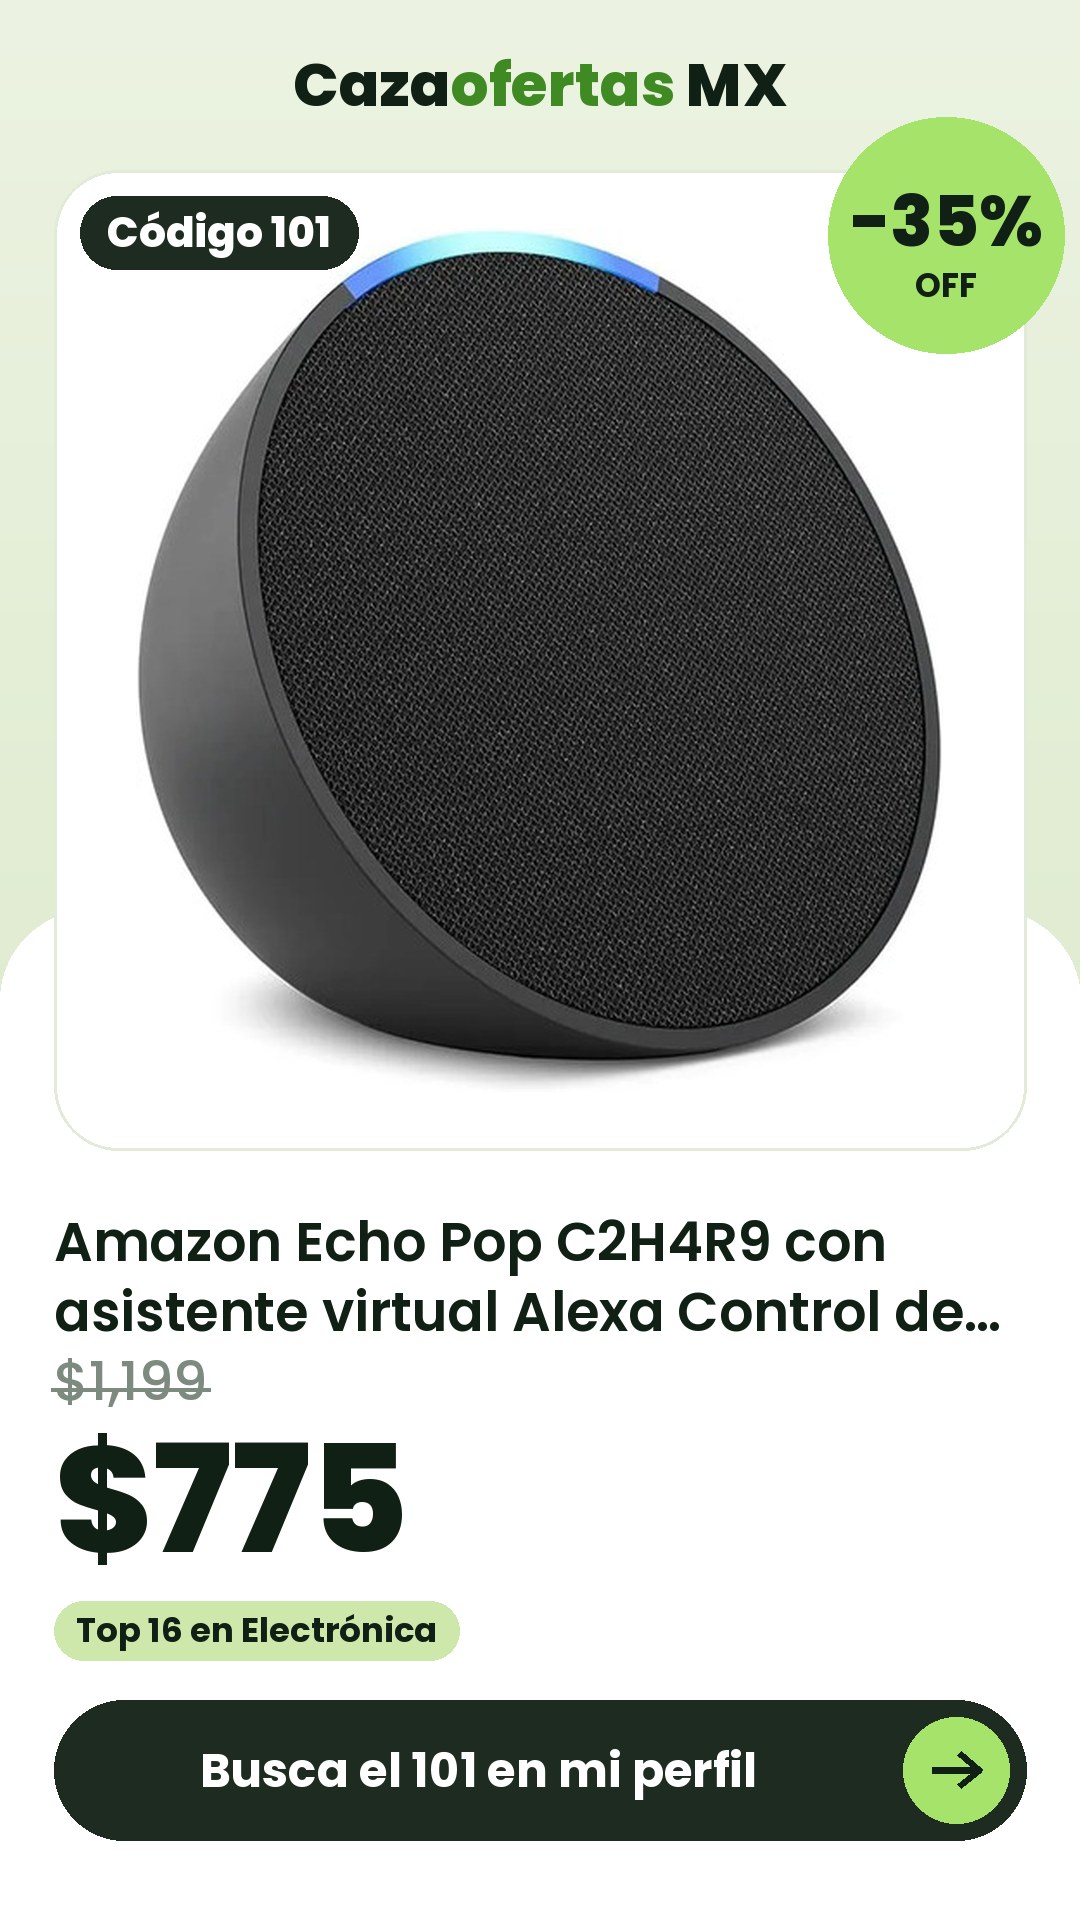 Cazaofertas MX
Código 101
-35%
OFF
Amazon Echo Pop C2H4R9 con
asistente virtual Alexa Control de...
$1,199
$775
Top 16 en Electrónica
Busca el 101 en mi perfil